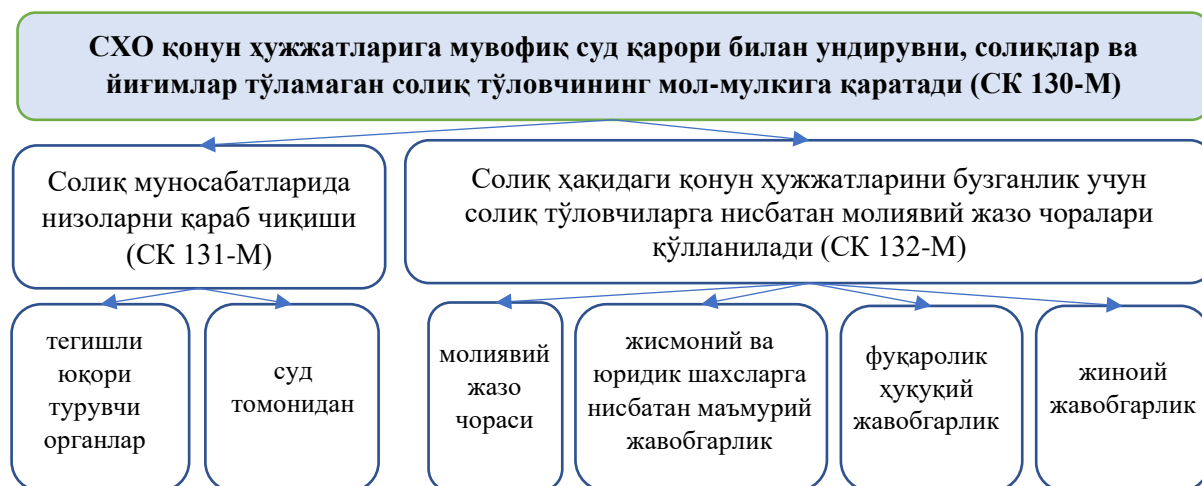 СХО қонун ҳужжатларига мувофиқ суд қарори билан ундирувни, солиқлар ва
йиғимлар тўламаган солиқ тўловчининг мол-мулкига қаратади (СК 130-М)
Солиқ муносабатларида
низоларни қараб чиқиши
(СК 131-М)
Солиқ ҳақидаги қонун ҳужжатларини бузганлик учун
солиқ тўловчиларга нисбатан молиявий жазо чоралари
қўлланилади (СК 132-М)
тегишли
юқори
турувчи
органлар
суд
томонидан
молиявий
жазо
чораси
жисмоний ва
юридик шахсларга
нисбатан маъмурий
жавобгарлик
фуқаролик
ҳуқуқий
жавобгарлик
жиноий
жавобгарлик